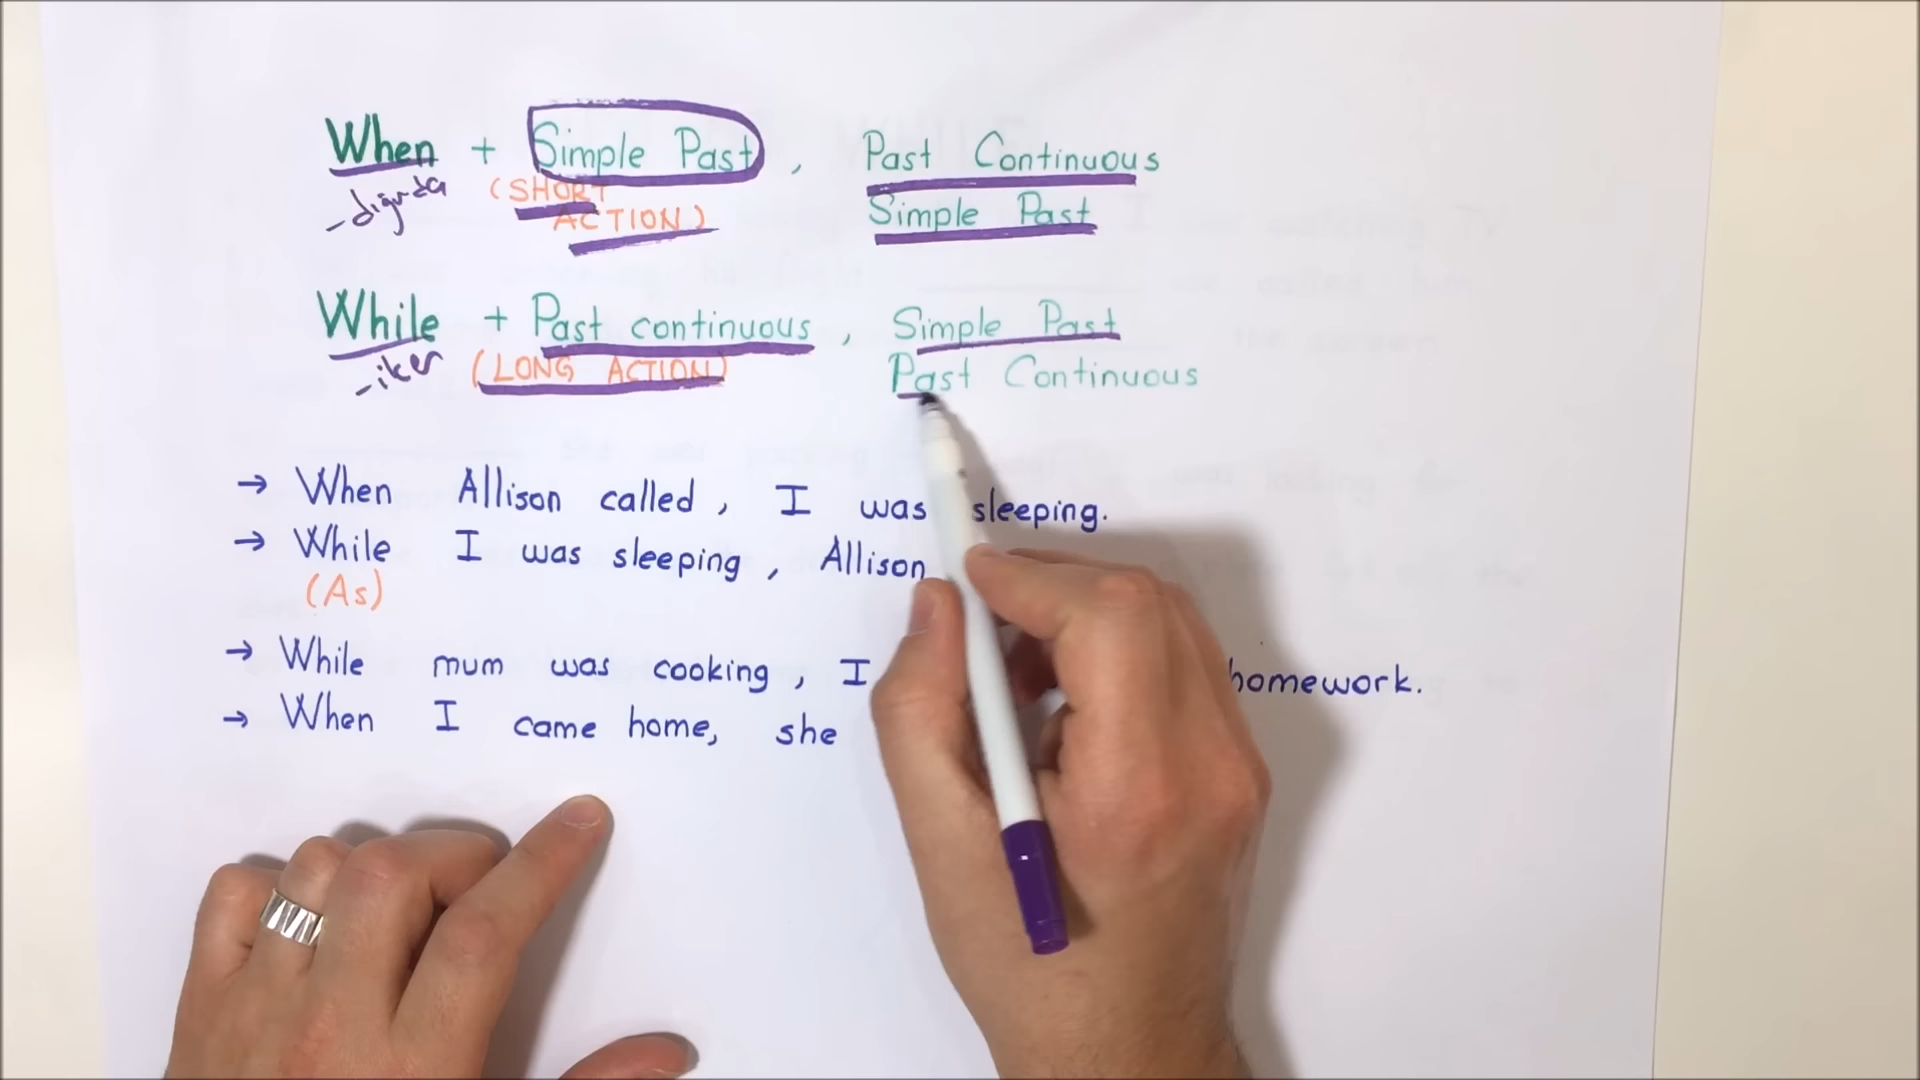 When + Simple Past , Past Continuous
-dığında (SHORT ACTION) Simple Past
While + Past continuous , Simple Past
-iken (LONG ACTION) Past Continuous
→ When Allison called , I was sleeping.
→ While I was sleeping , Allison
(As)
→ While mum was cooking , I homework.
→ When I came home, she